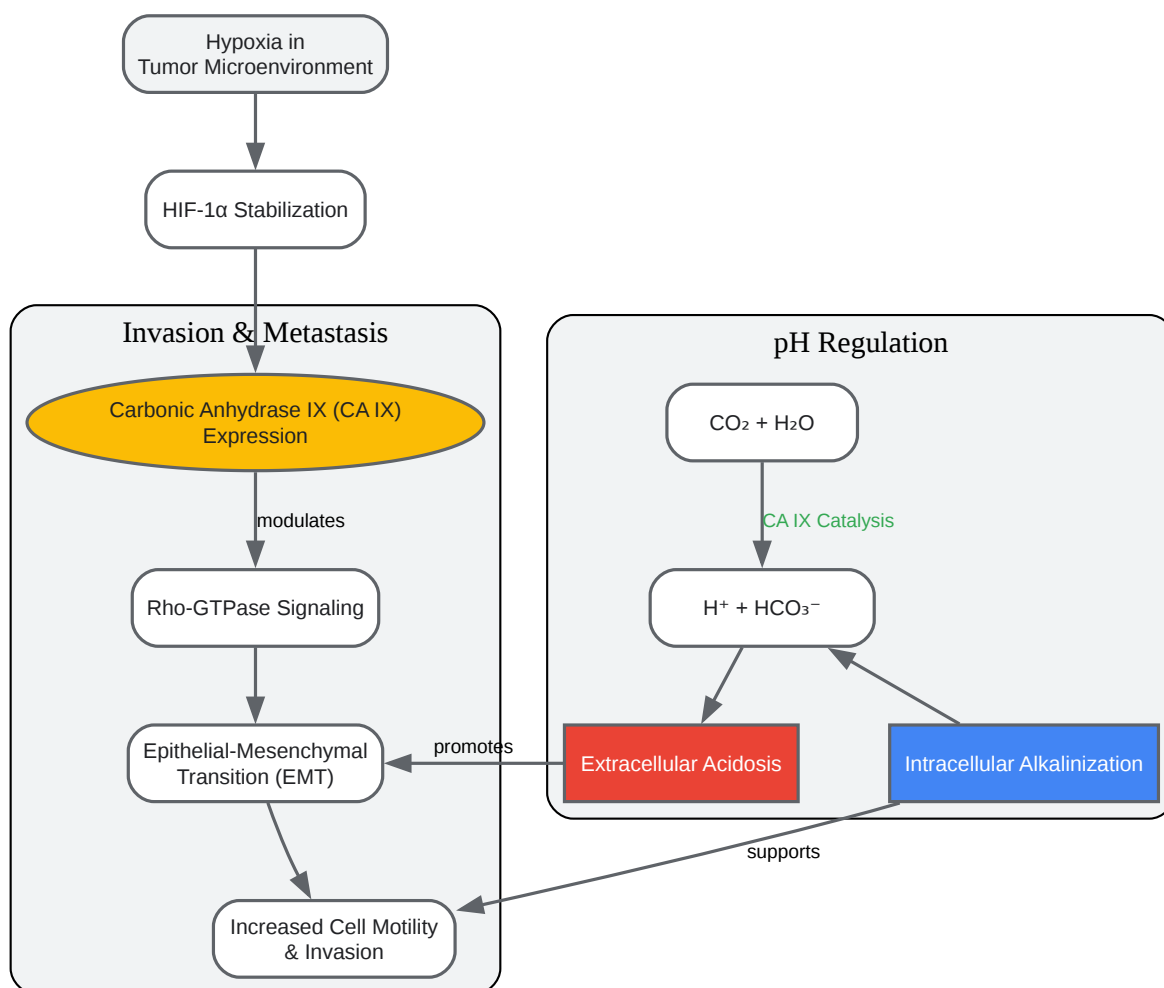 Hypoxia in
Tumor Microenvironment
HIF-1α Stabilization
Invasion & Metastasis
pH Regulation
Carbonic Anhydrase IX (CA IX)
Expression
CO₂ + H₂O
modulates
CA IX Catalysis
Rho-GTPase Signaling
H⁺ + HCO₃⁻
Epithelial-Mesenchymal
Transition (EMT)
promotes
Extracellular Acidosis
Intracellular Alkalinization
supports
Increased Cell Motility
& Invasion